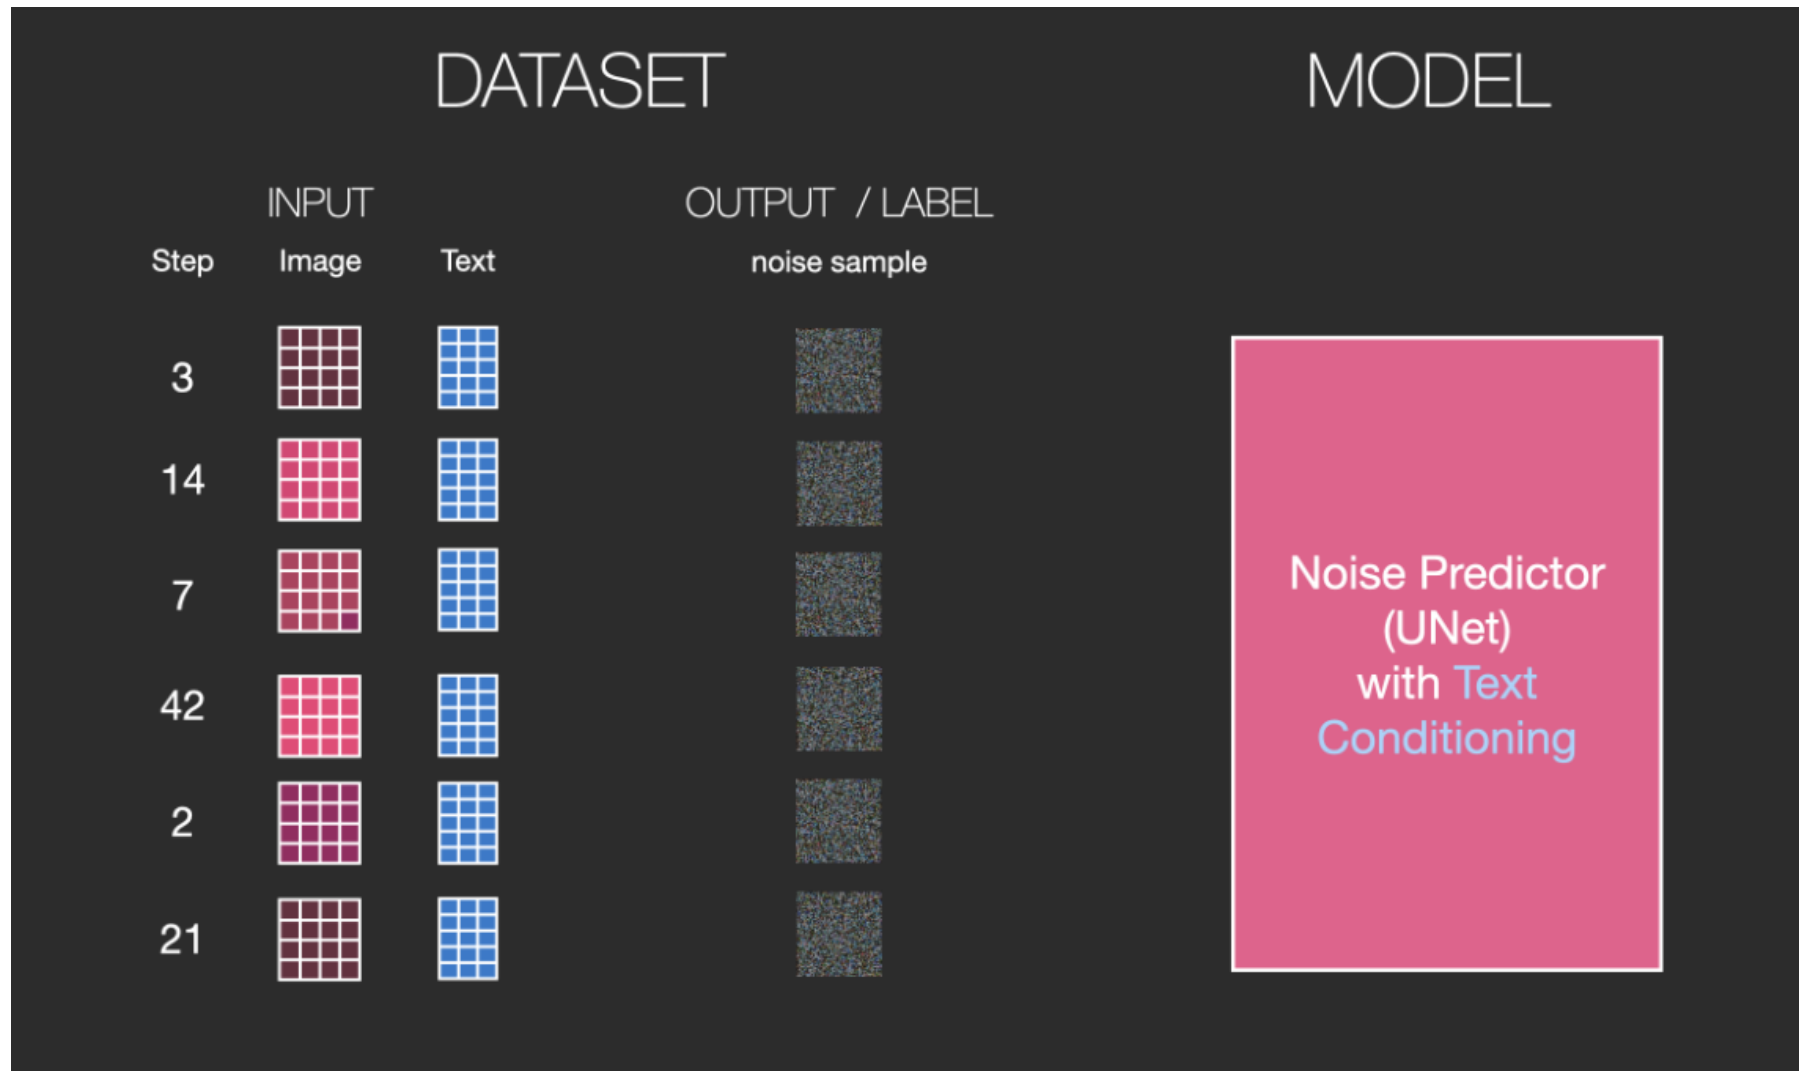 DATASET
MODEL
INPUT
OUTPUT / LABEL
Step Image Text
noise sample
3
14
7
42
2
21
Noise Predictor
(UNet)
with Text
Conditioning